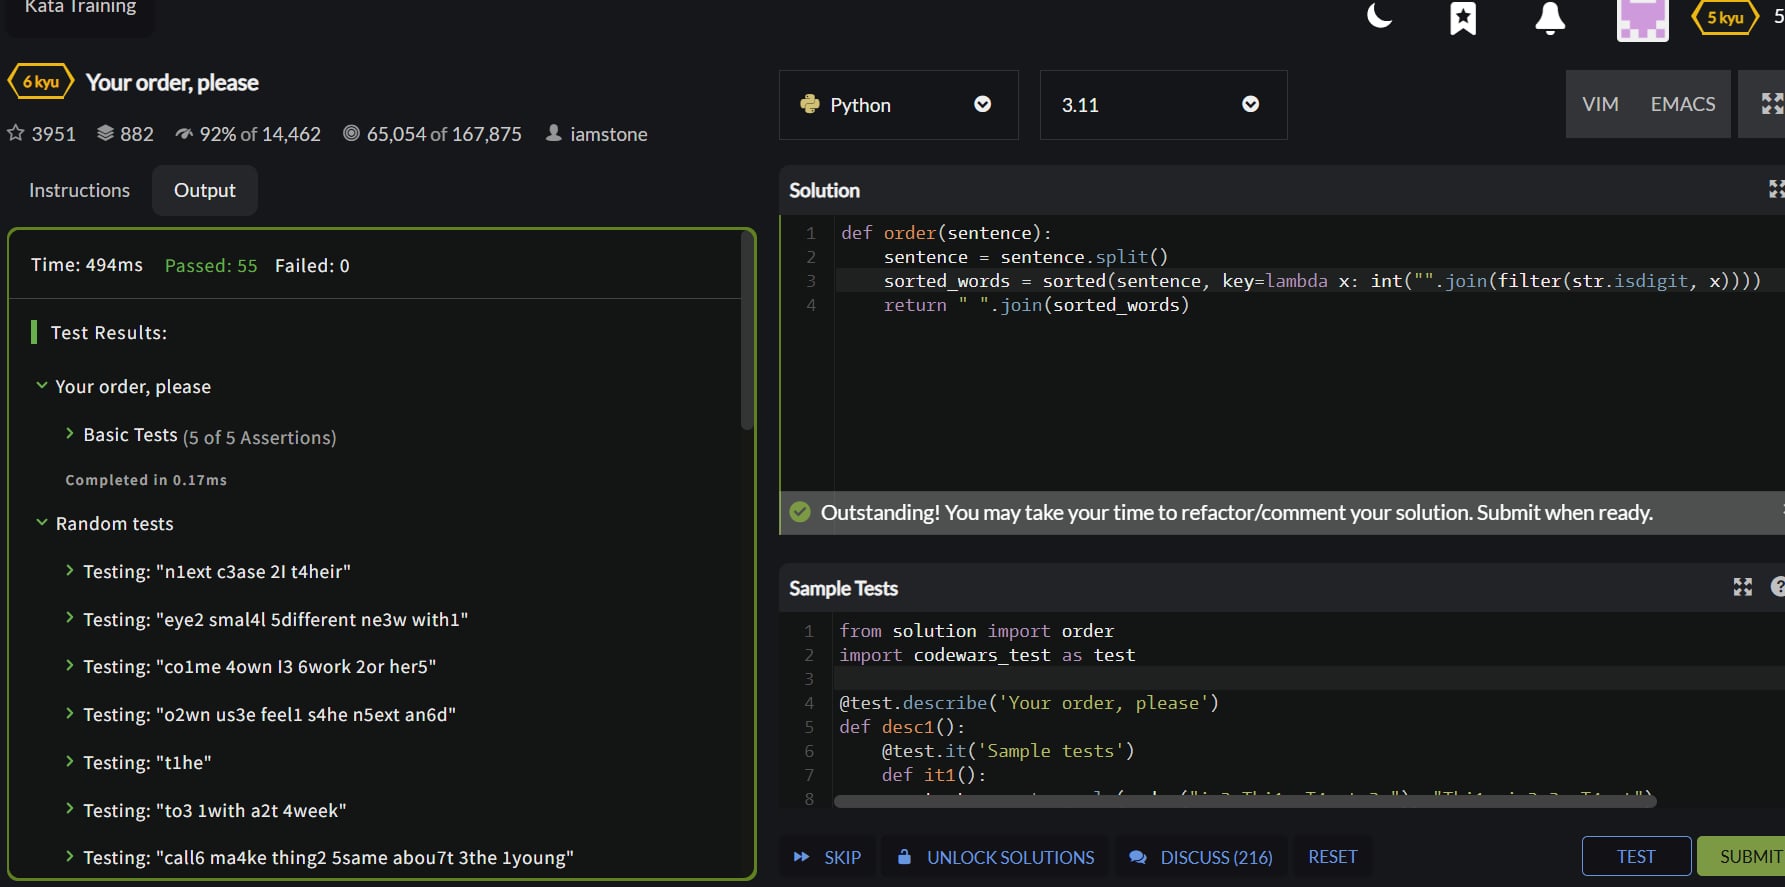 Kata Training
5 kyu
5
6 kyu Your order, please
3951 882 92% of 14,462 65,054 of 167,875 iamstone
Instructions Output
Time: 494ms Passed: 55 Failed: 0
Test Results:
Your order, please
Basic Tests (5 of 5 Assertions)
Completed in 0.17ms
Random tests
Testing: "n1ext c3ase 2I t4heir"
Testing: "eye2 smal4l 5different ne3w with1"
Testing: "co1me 4own I3 6work 2or her5"
Testing: "o2wn us3e feel1 s4he n5ext an6d"
Testing: "t1he"
Testing: "to3 1with a2t 4week"
Testing: "call6 ma4ke thing2 5same abou7t 3the 1young"
Python 3.11 VIM EMACS
Solution
1 def order(sentence):
2 sentence = sentence.split()
3 sorted_words = sorted(sentence, key=lambda x: int("".join(filter(str.isdigit, x))))
4 return " ".join(sorted_words)
Outstanding! You may take your time to refactor/comment your solution. Submit when ready.
Sample Tests
1 from solution import order
2 import codewars_test as test
3
4 @test.describe('Your order, please')
5 def desc1():
6 @test.it('Sample tests')
7 def it1():
8
SKIP UNLOCK SOLUTIONS DISCUSS (216) RESET TEST SUBMIT